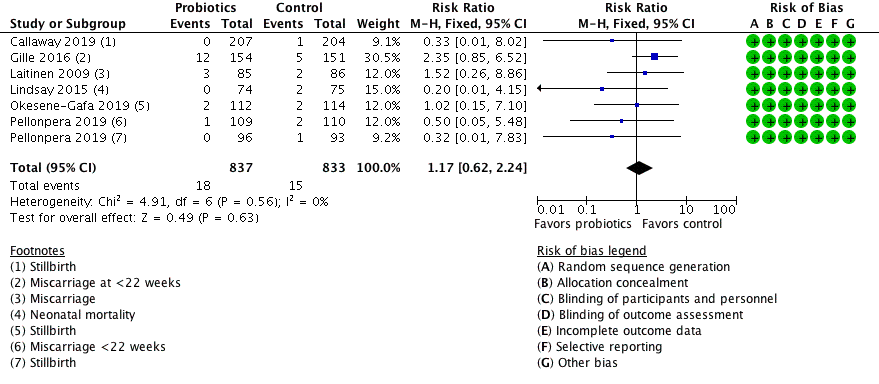 Probiotics Control Risk Ratio Risk Ratio Risk of Bias
Study or Subgroup Events Total Events Total Weight M-H, Fixed, 95% CI M-H, Fixed, 95% CI A B C D E F G
Callaway 2019 (1) 0 207 1 204 9.1% 0.33 [0.01, 8.02] + + + + + + +
Gille 2016 (2) 12 154 5 151 30.5% 2.35 [0.85, 6.52] + + + + + + +
Laitinen 2009 (3) 3 85 2 86 12.0% 1.52 [0.26, 8.86] + + + + + + +
Lindsay 2015 (4) 0 74 2 75 15.0% 0.20 [0.01, 4.15] + + + + + + +
Okesene-Gafa 2019 (5) 2 112 2 114 12.0% 1.02 [0.15, 7.10] + + + + + + +
Pellonpera 2019 (6) 1 109 2 110 12.0% 0.50 [0.05, 5.48] + + + + + + +
Pellonpera 2019 (7) 0 96 1 93 9.2% 0.32 [0.01, 7.83] + + + + + + +
Total (95% CI) 837 833 100.0% 1.17 [0.62, 2.24]
Total events 18 15
Heterogeneity: Chi² = 4.91, df = 6 (P = 0.56); I² = 0%
Test for overall effect: Z = 0.49 (P = 0.63)
0.01 0.1 1 10 100
Favors probiotics Favors control
Footnotes
(1) Stillbirth
(2) Miscarriage at <22 weeks
(3) Miscarriage
(4) Neonatal mortality
(5) Stillbirth
(6) Miscarriage <22 weeks
(7) Stillbirth
Risk of bias legend
(A) Random sequence generation
(B) Allocation concealment
(C) Blinding of participants and personnel
(D) Blinding of outcome assessment
(E) Incomplete outcome data
(F) Selective reporting
(G) Other bias